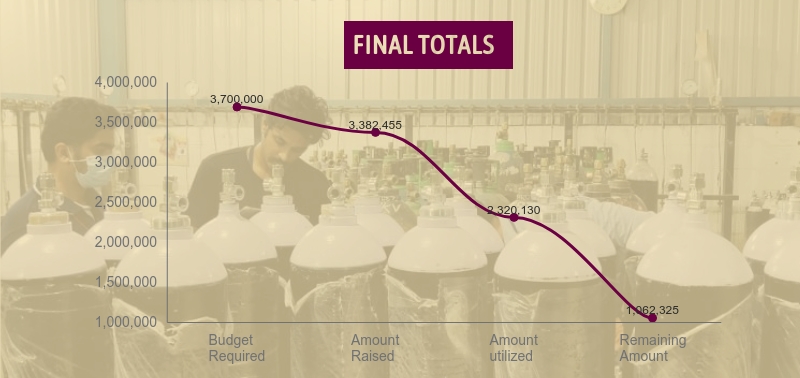 FINAL TOTALS
4,000,000
3,500,000
3,000,000
2,500,000
2,000,000
1,500,000
1,000,000
3,700,000
3,382,455
2,320,130
1,062,325
Budget
Required
Amount
Raised
Amount
utilized
Remaining
Amount